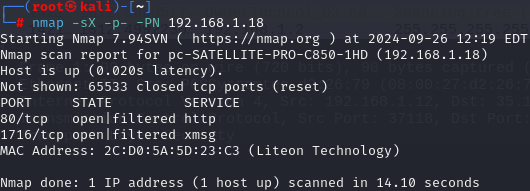 ┌──(root㉿kali)-[~]
└─# nmap -sX -p- -PN 192.168.1.18
Starting Nmap 7.94SVN ( https://nmap.org ) at 2024-09-26 12:19 EDT
Nmap scan report for pc-SATELLITE-PRO-C850-1HD (192.168.1.18)
Host is up (0.020s latency).
Not shown: 65533 closed tcp ports (reset)
PORT STATE SERVICE
80/tcp open|filtered http
1716/tcp open|filtered xmsg
MAC Address: 2C:D0:5A:5D:23:C3 (Liteon Technology)
Nmap done: 1 IP address (1 host up) scanned in 14.10 seconds